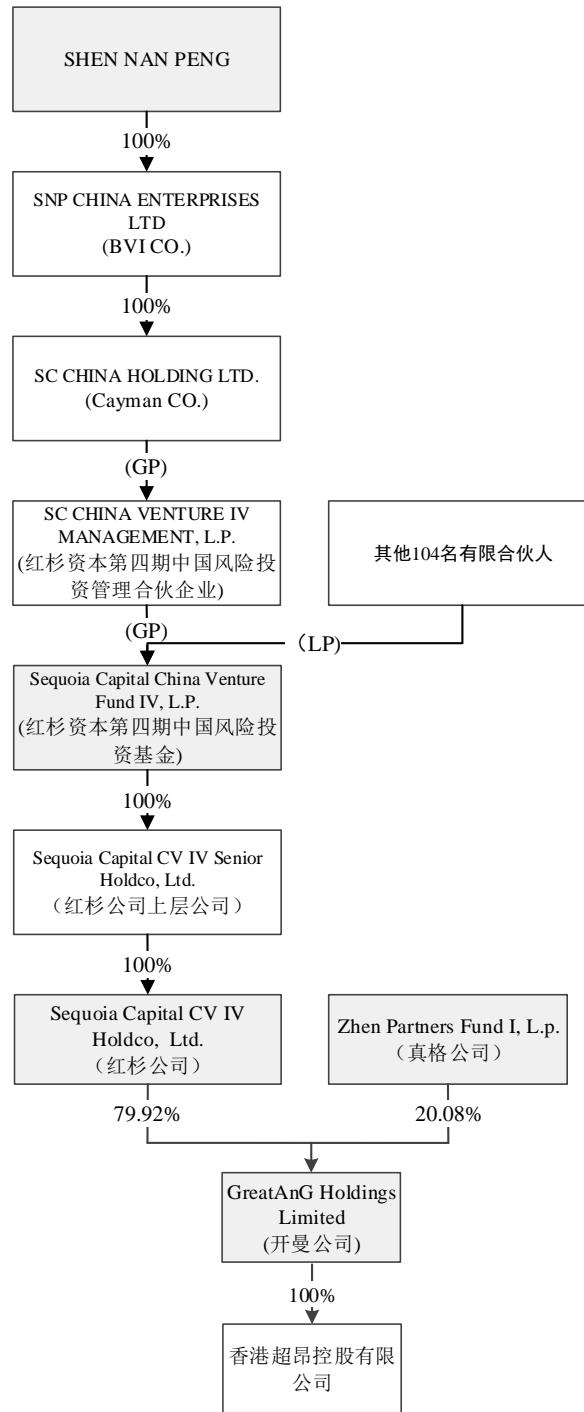 SHEN NAN PENG
100%
SNP CHINA ENTERPRISES
LTD
(BVI CO.)
100%
SC CHINA HOLDING LTD.
(Cayman CO.)
(GP)
SC CHINA VENTURE IV
MANAGEMENT, L.P.
(红杉资本第四期中国风险投
资管理合伙企业)
其他104名有限合伙人
(GP)
（LP)
Sequoia Capital China Venture
Fund IV, L.P.
(红杉资本第四期中国风险投
资基金)
100%
Sequoia Capital CV IV Senior
Holdco, Ltd.
（红杉公司上层公司）
100%
Sequoia Capital CV IV
Holdco, Ltd.
（红杉公司）
Zhen Partners Fund I, L.p.
（真格公司）
79.92%
20.08%
GreatAnG Holdings
Limited
(开曼公司)
100%
香港超昂控股有限
公司